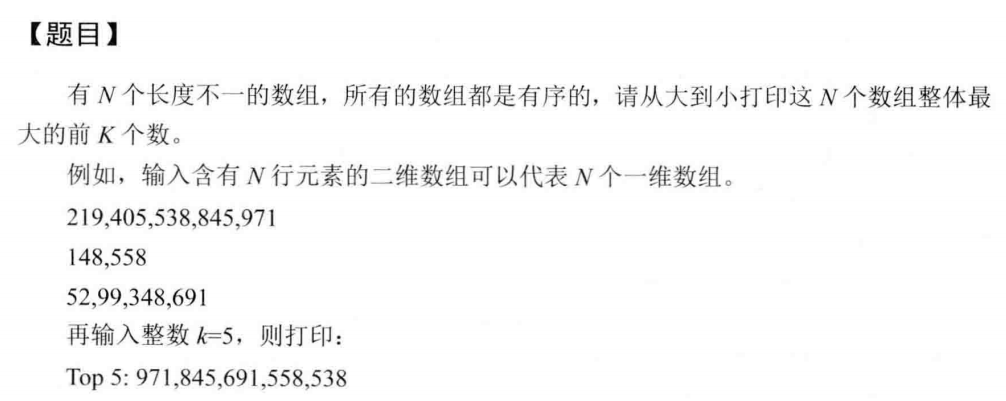 【题目】
有 N 个长度不一的数组，所有的数组都是有序的，请从大到小打印这 N 个数组整体最
大的前 K 个数。
例如，输入含有 N 行元素的二维数组可以代表 N 个一维数组。
219,405,538,845,971
148,558
52,99,348,691
再输入整数 k=5，则打印：
Top 5: 971,845,691,558,538